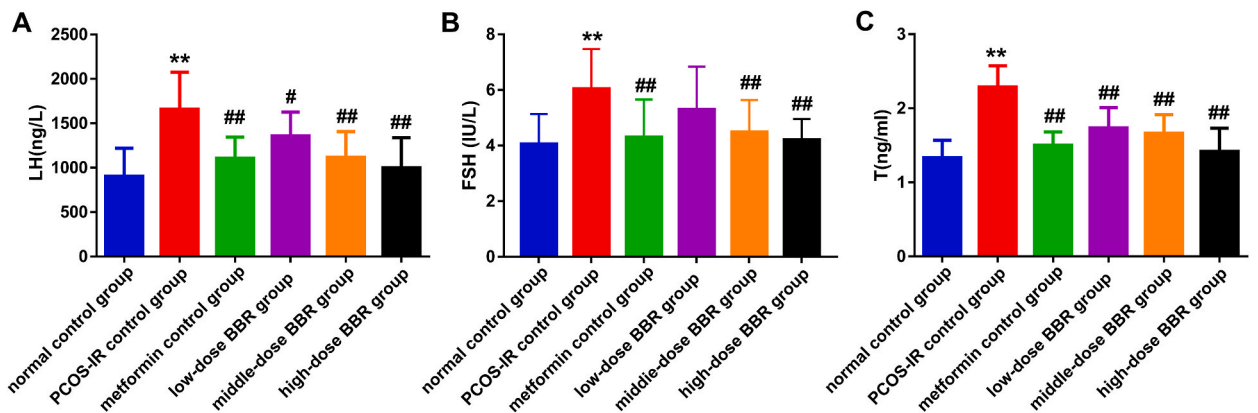 A
LH(ng/L)
2500
2000
1500
1000
500
0
**
##
#
##
##
normal control group
PCOS-IR control group
metformin control group
low-dose BBR group
middle-dose BBR group
high-dose BBR group
B
FSH (IU/L)
8
6
4
2
0
**
##
##
##
normal control group
PCOS-IR control group
metformin control group
low-dose BBR group
middie-dose BBR group
high-dose BBR group
C
T(ng/ml)
3
2
1
0
**
##
##
##
##
normal control group
PCOS-IR control group
metformin control group
low-dose BBR group
middle-dose BBR group
high-dose BBR group